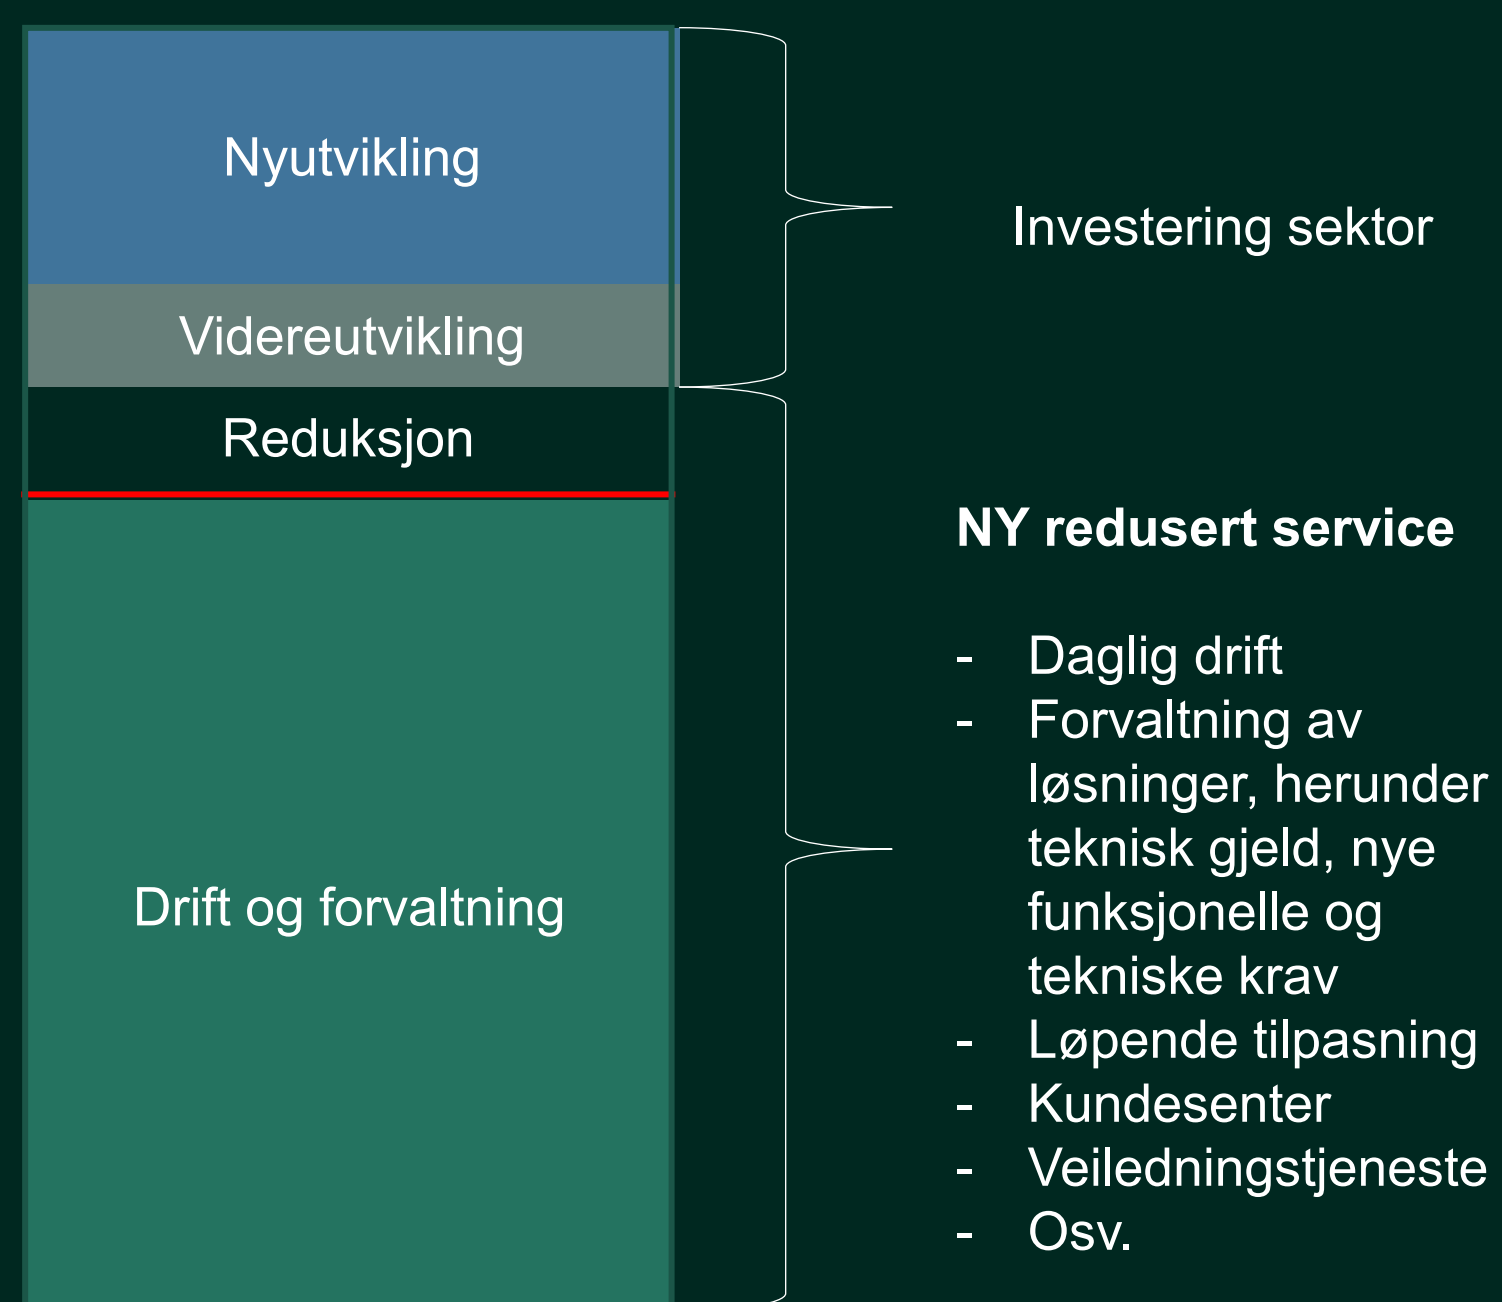 Nyutvikling
Videreutvikling
Reduksjon
Drift og forvaltning
Investering sektor
NY redusert service
- Daglig drift
- Forvaltning av
løsninger, herunder
teknisk gjeld, nye
funksjonelle og
tekniske krav
- Løpende tilpasning
- Kundesenter
- Veiledningstjeneste
- Osv.